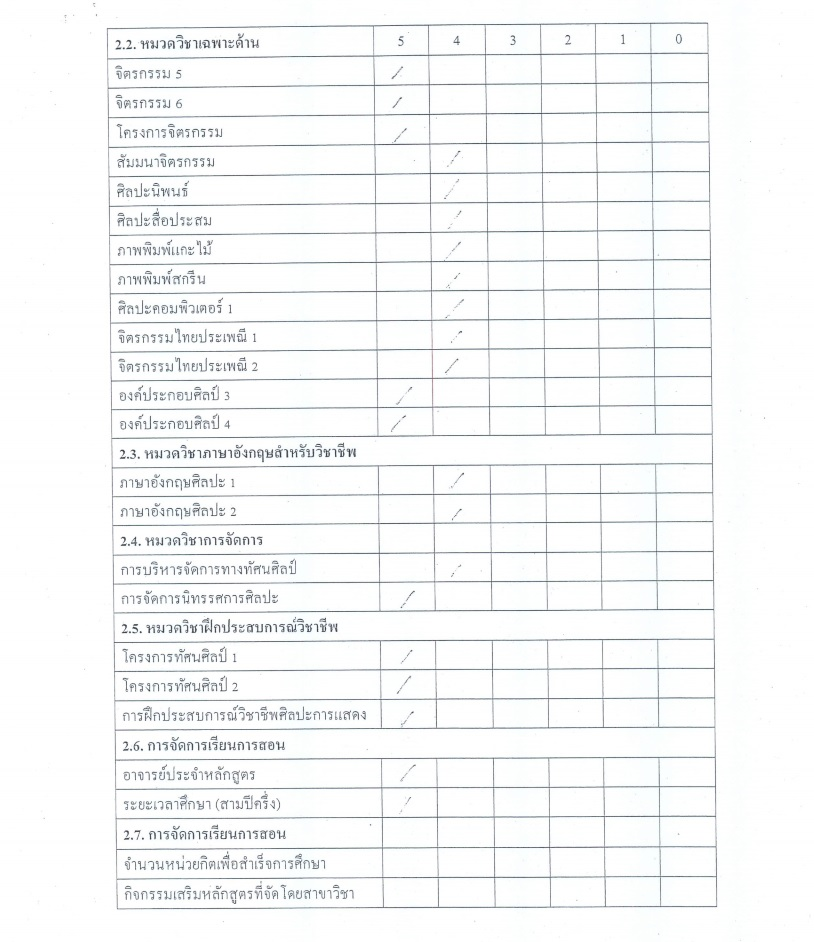 2.2. หมวดวิชาเฉพาะด้าน 5 4 3 2 1 0
จิตรกรรม 5 /
จิตรกรรม 6 /
โครงการจิตรกรรม /
สัมมนาจิตรกรรม /
ศิลปะนิพนธ์ /
ศิลปะสื่อประสม /
ภาพพิมพ์แกะไม้ /
ภาพพิมพ์สกรีน /
ศิลปะคอมพิวเตอร์ 1 /
จิตรกรรมไทยประเพณี 1 /
จิตรกรรมไทยประเพณี 2 /
องค์ประกอบศิลป์ 3 /
องค์ประกอบศิลป์ 4 /
2.3. หมวดวิชาภาษาอังกฤษสำหรับวิชาชีพ
ภาษาอังกฤษศิลปะ 1 /
ภาษาอังกฤษศิลปะ 2 /
2.4. หมวดวิชาการจัดการ
การบริหารจัดการทางทัศนศิลป์ /
การจัดการนิทรรศการศิลปะ /
2.5. หมวดวิชาฝึกประสบการณ์วิชาชีพ
โครงการทัศนศิลป์ 1 /
โครงการทัศนศิลป์ 2 /
การฝึกประสบการณ์วิชาชีพศิลปะการแสดง /
2.6. การจัดการเรียนการสอน
อาจารย์ประจำหลักสูตร /
ระยะเวลาศึกษา (สามปีครึ่ง) /
2.7. การจัดการเรียนการสอน
จำนวนหน่วยกิตเพื่อสำเร็จการศึกษา
กิจกรรมเสริมหลักสูตรที่จัดโดยสาขาวิชา